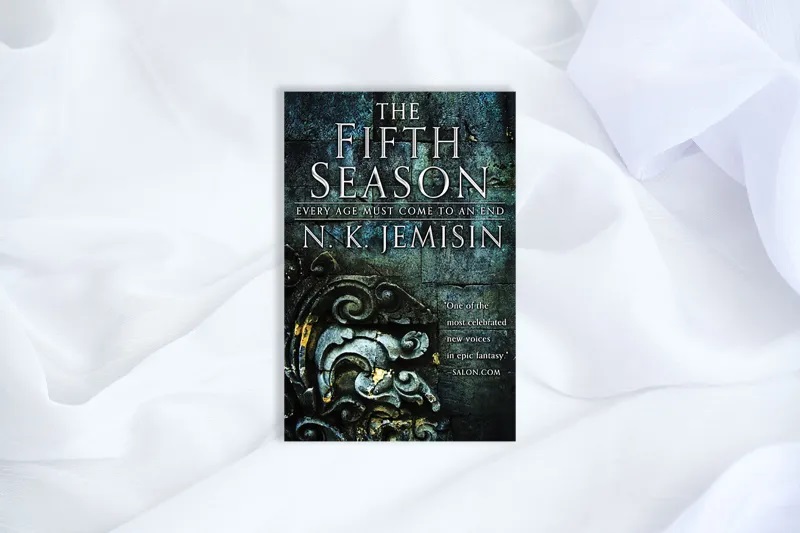 THE
FIFTH
SEASON
EVERY AGE MUST COME TO AN END
N. K. JEMISIN
"One of the
most celebrated
new voices
in epic fantasy."
–SALON.COM